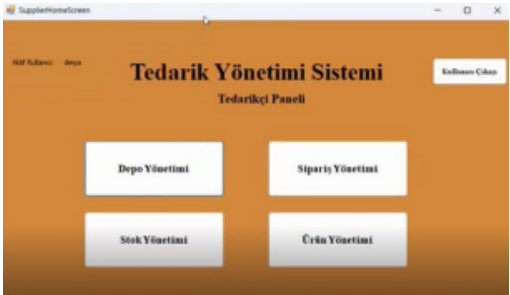 SupplierHomeScreen
Aktif Kullanıcı: derya
Tedarik Yönetimi Sistemi
Kullanıcı Çıkışı
Tedarikçi Paneli
Depo Yönetimi
Sipariş Yönetimi
Stok Yönetimi
Ürün Yönetimi